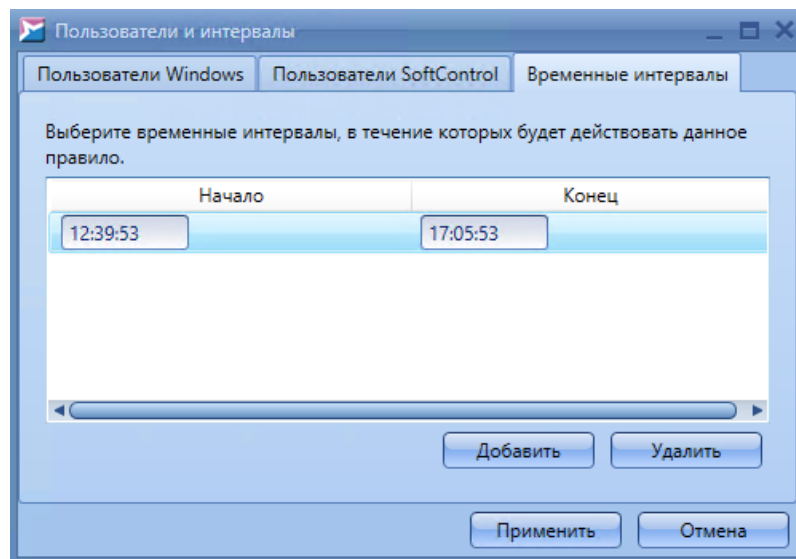 Пользователи и интервалы
Пользователи Windows Пользователи SoftControl Временные интервалы
Выберите временные интервалы, в течение которых будет действовать данное
правило.
Начало Конец
12:39:53 17:05:53
Добавить Удалить
Применить Отмена